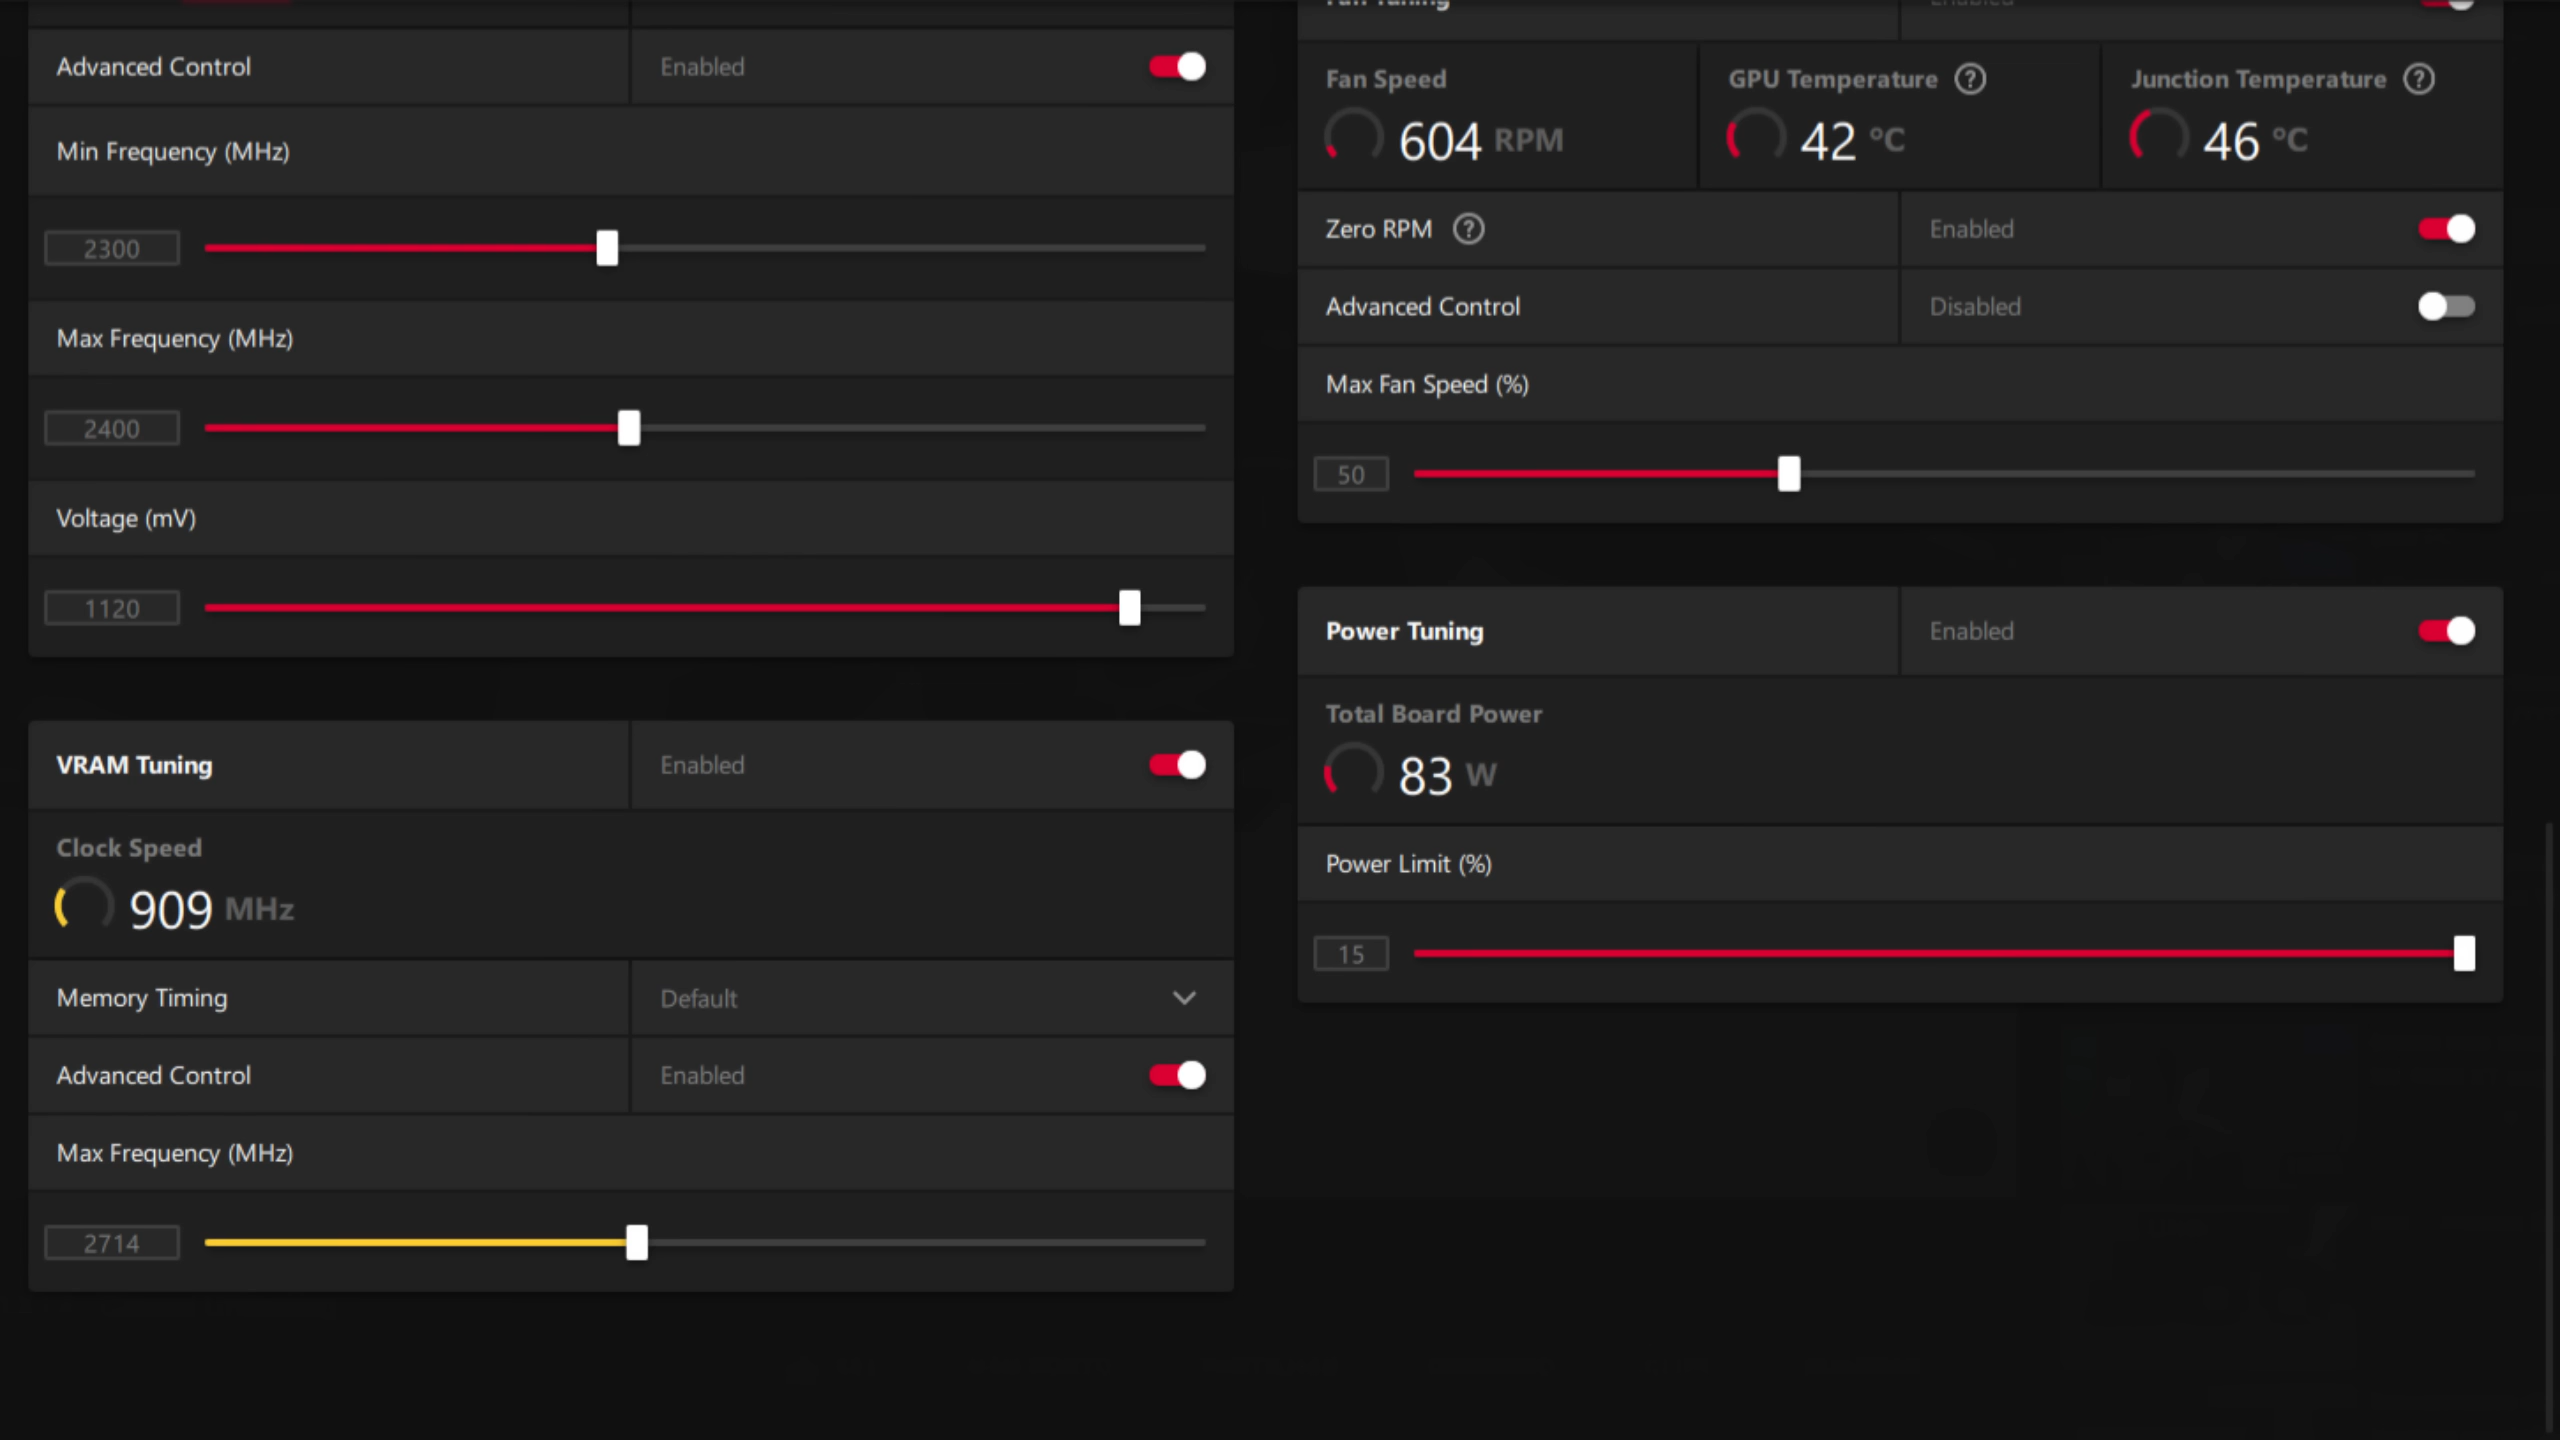 Advanced Control
Enabled
Min Frequency (MHz)
2300
Max Frequency (MHz)
2400
Voltage (mV)
1120
VRAM Tuning
Enabled
Clock Speed
909 MHz
Memory Timing
Default
Advanced Control
Enabled
Max Frequency (MHz)
2714
Fan Tuning
Enabled
Fan Speed
604 RPM
GPU Temperature ?
42 °C
Junction Temperature ?
46 °C
Zero RPM ?
Enabled
Advanced Control
Disabled
Max Fan Speed (%)
50
Power Tuning
Enabled
Total Board Power
83 W
Power Limit (%)
15